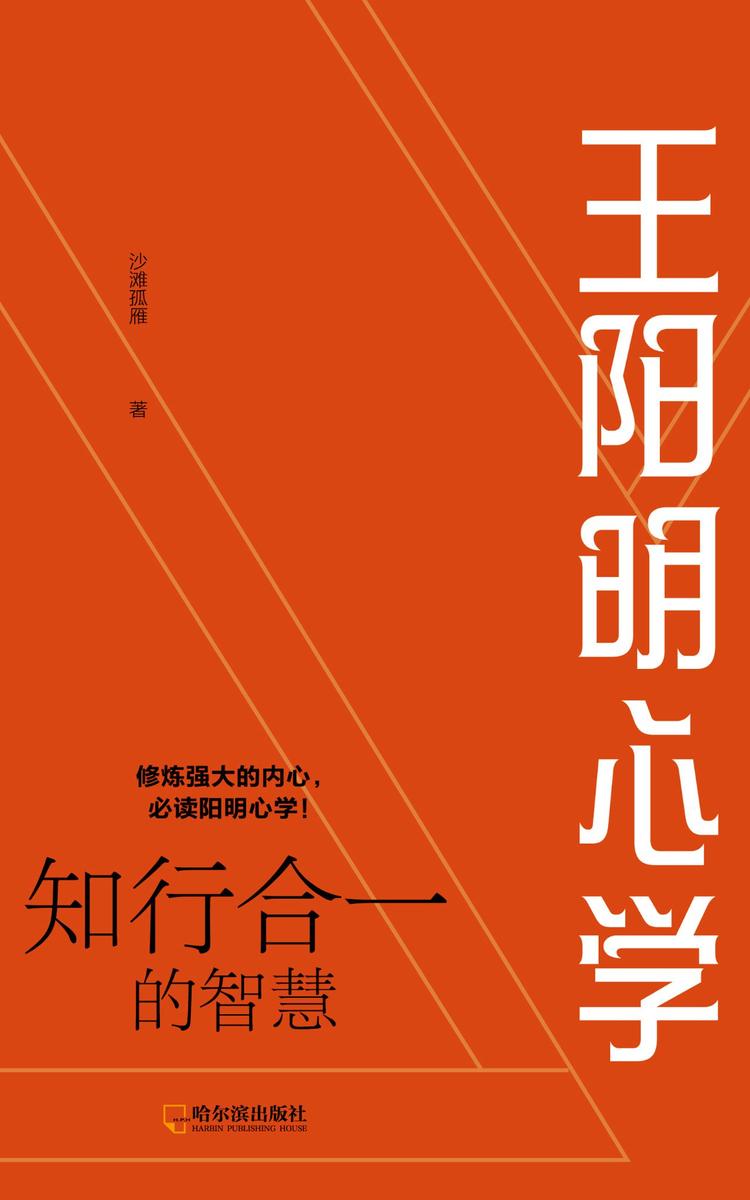 王阳明心学
沙滩孤雁 著
修炼强大的内心，
必读阳明心学！
知行合一
的智慧
H.P.H
哈尔滨出版社
HARBIN PUBLISHING HOUSE